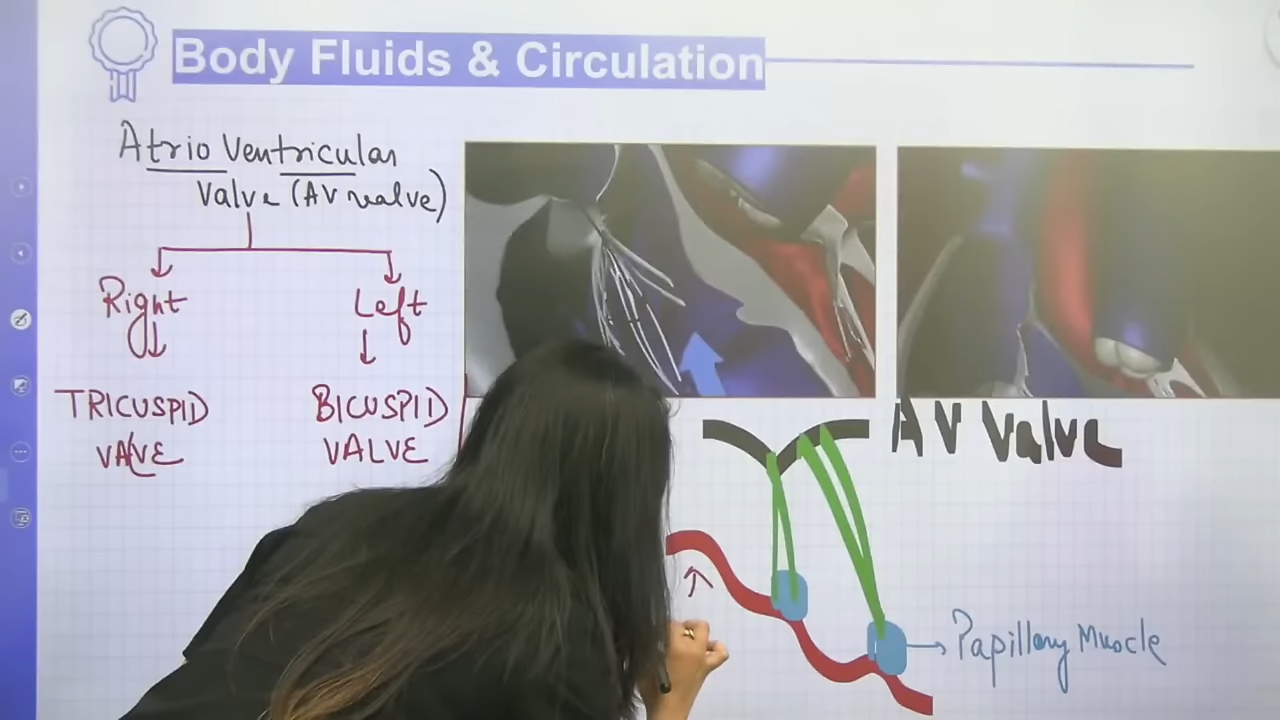 Body Fluids & Circulation
Atrio Ventricular
Valve (AV valve)
Right
Left
TRICUSPID
VALVE
BICUSPID
VALVE
AV Valve
Papillary Muscle